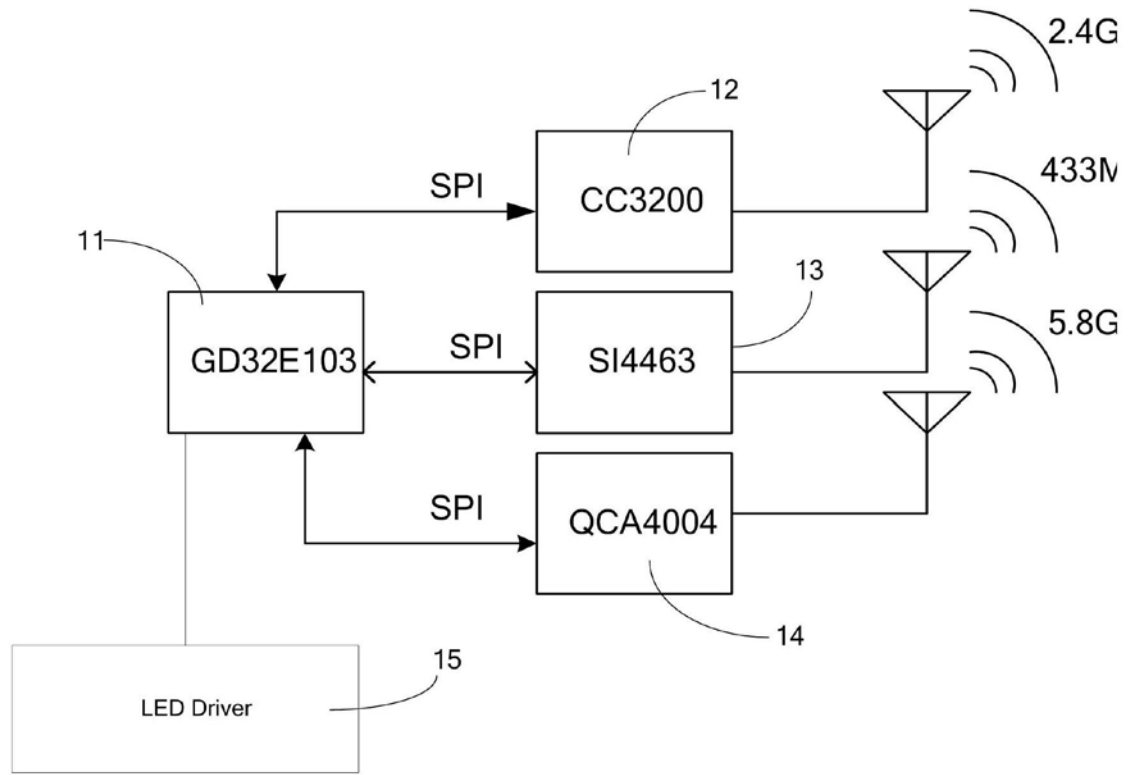 2.4G
12
SPI
CC3200
433M
11
13
SPI
GD32E103
SI4463
5.8G
SPI
QCA4004
14
15
LED Driver